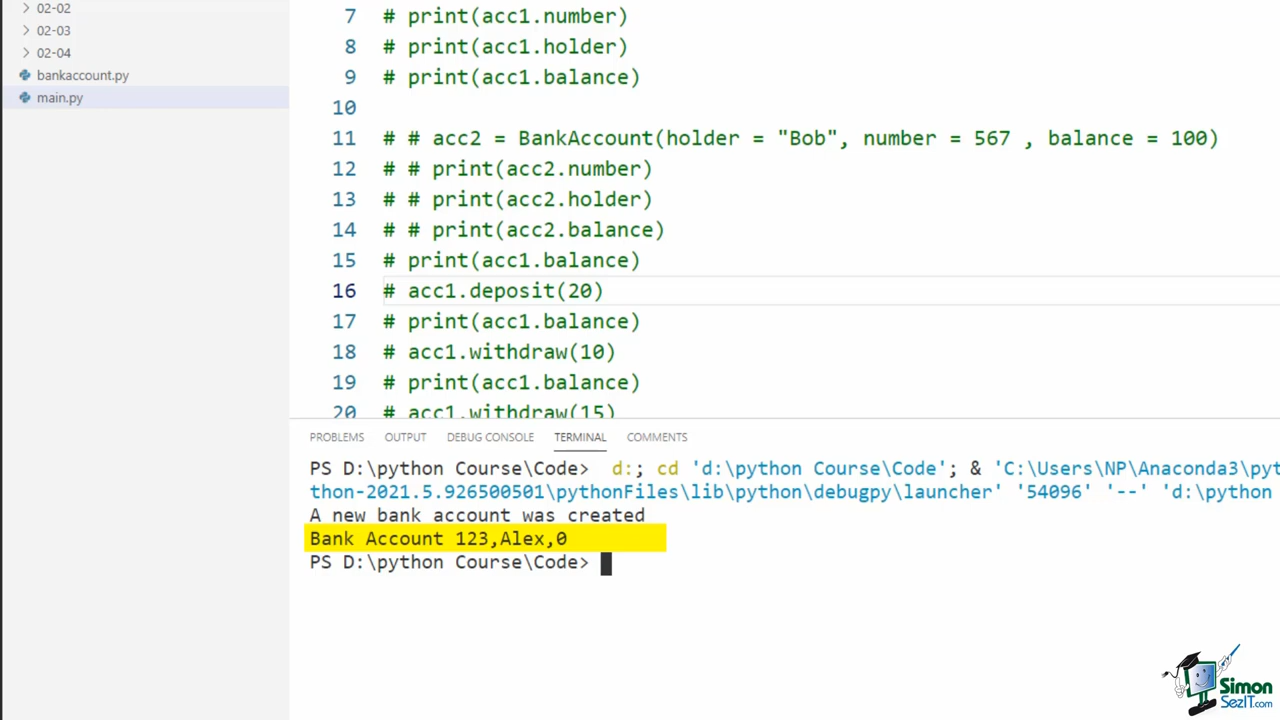 02-02
02-03
02-04
bankaccount.py
main.py
7 # print(acc1.number)
8 # print(acc1.holder)
9 # print(acc1.balance)
10
11 # # acc2 = BankAccount(holder = "Bob", number = 567 , balance = 100)
12 # # print(acc2.number)
13 # # print(acc2.holder)
14 # # print(acc2.balance)
15 # print(acc1.balance)
16 # acc1.deposit(20)
17 # print(acc1.balance)
18 # acc1.withdraw(10)
19 # print(acc1.balance)
20 # acc1.withdraw(15)
PROBLEMS OUTPUT DEBUG CONSOLE TERMINAL COMMENTS
PS D:\python Course\Code> d:; cd 'd:\python Course\Code'; & 'C:\Users\NP\Anaconda3\pyt
thon-2021.5.926500501\pythonFiles\lib\python\debugpy\launcher' '54096' '--' 'd:\python
A new bank account was created
Bank Account 123,Alex,0
PS D:\python Course\Code>
Simon
SezIT.com